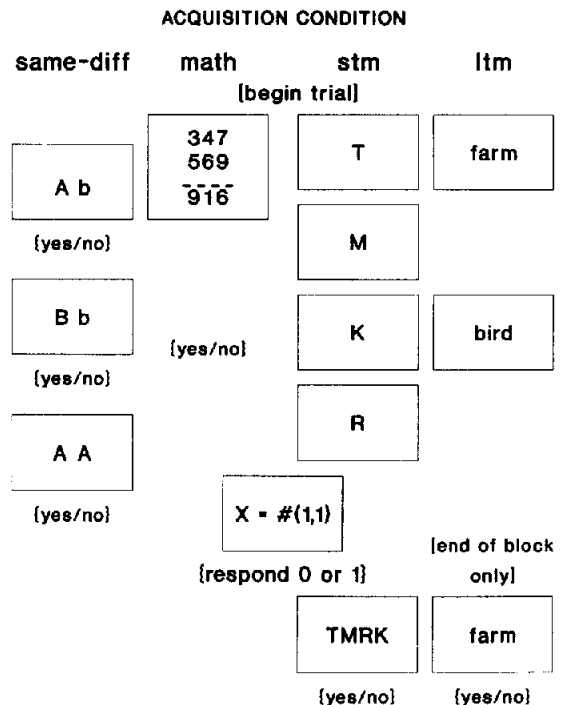 ACQUISITION CONDITION
same-diff math stm ltm
[begin trial]
347
569
----
916
T
farm
A b
{yes/no}
M
B b
{yes/no}
{yes/no}
K
bird
R
A A
{yes/no}
X = #(1,1)
{respond 0 or 1}
[end of block
only]
TMRK
farm
{yes/no}
{yes/no}